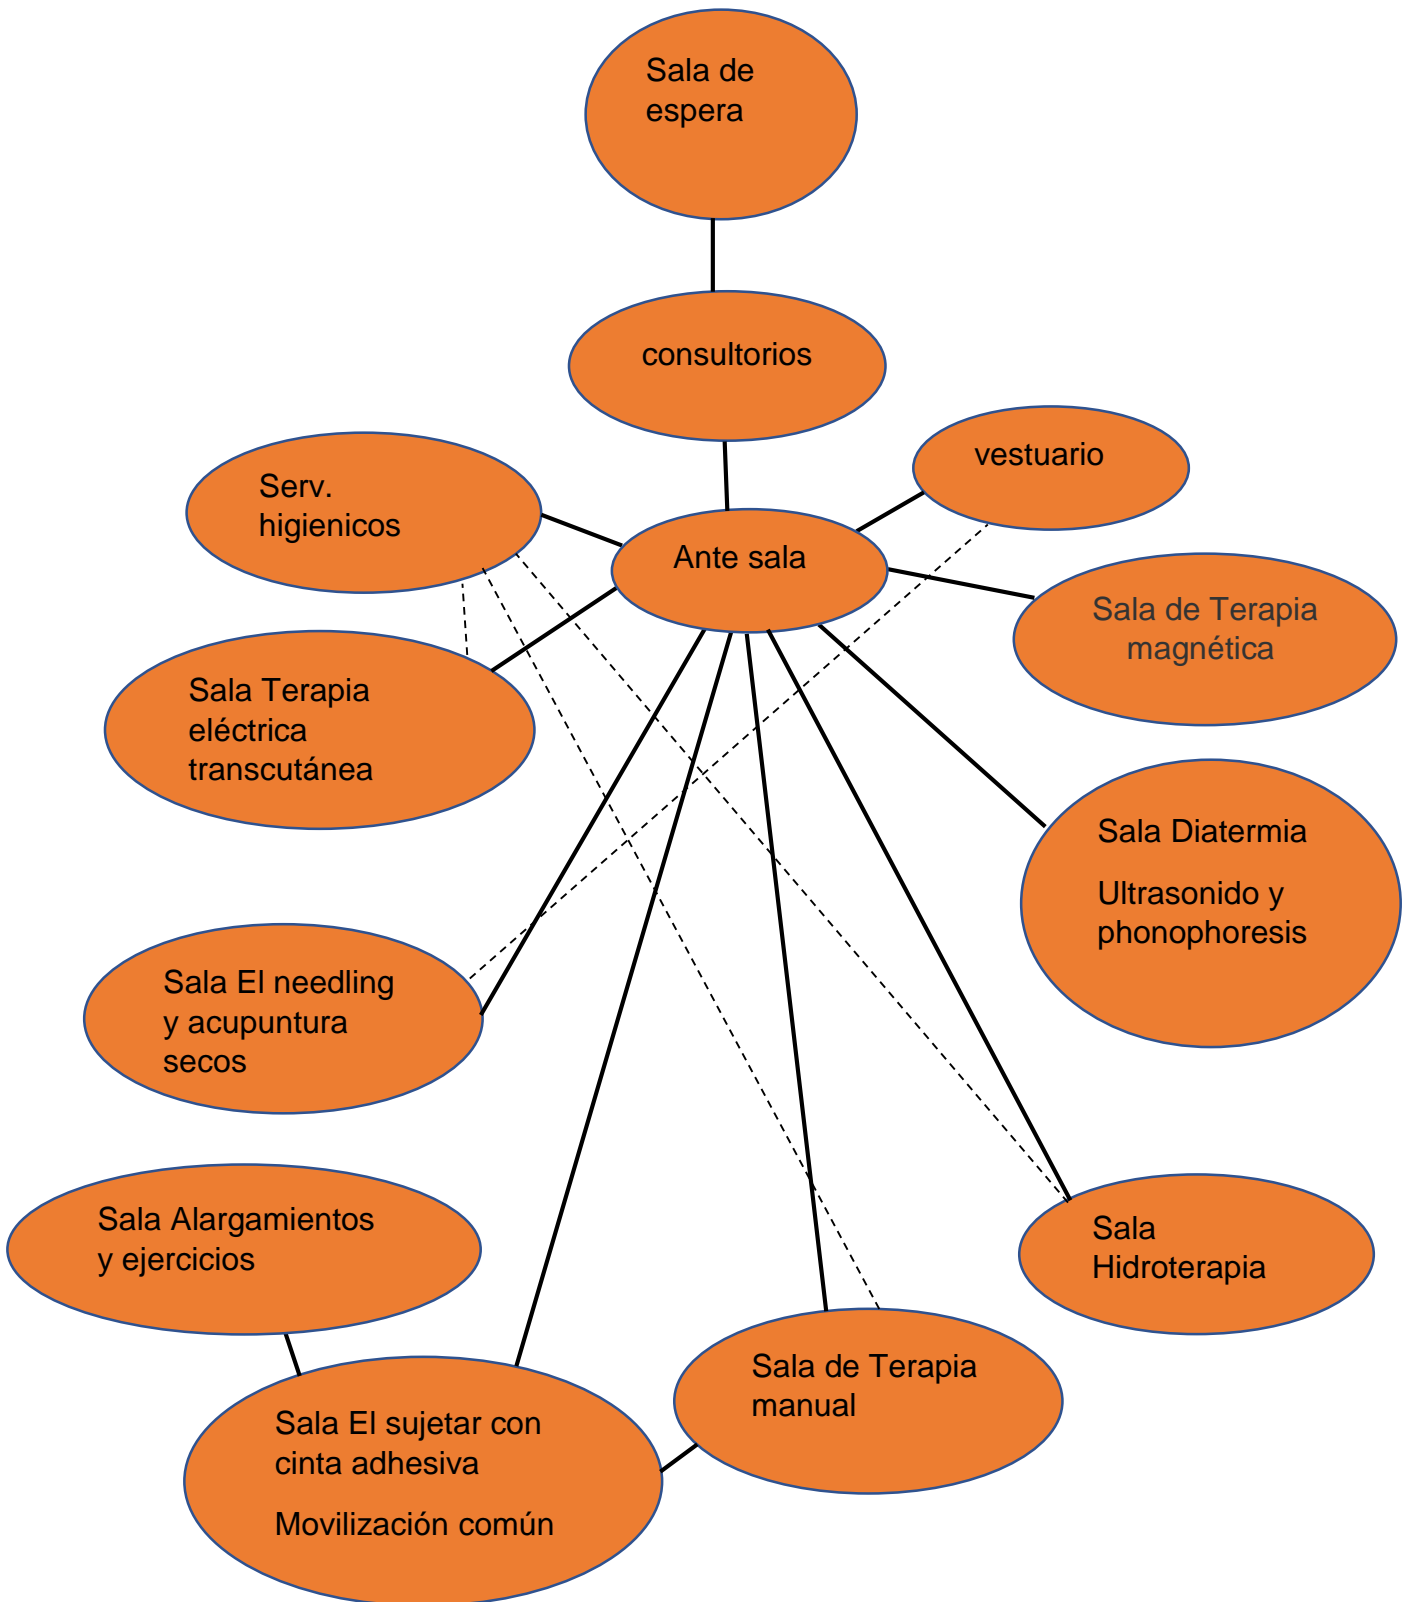 Sala de
espera
consultorios
vestuario
Serv.
higienicos
Ante sala
Sala de Terapia
magnética
Sala Terapia
eléctrica
transcutánea
Sala Diatermia
Ultrasonido y
phonophoresis
Sala El needling
y acupuntura
secos
Sala Alargamientos
y ejercicios
Sala
Hidroterapia
Sala de Terapia
manual
Sala El sujetar con
cinta adhesiva
Movilización común